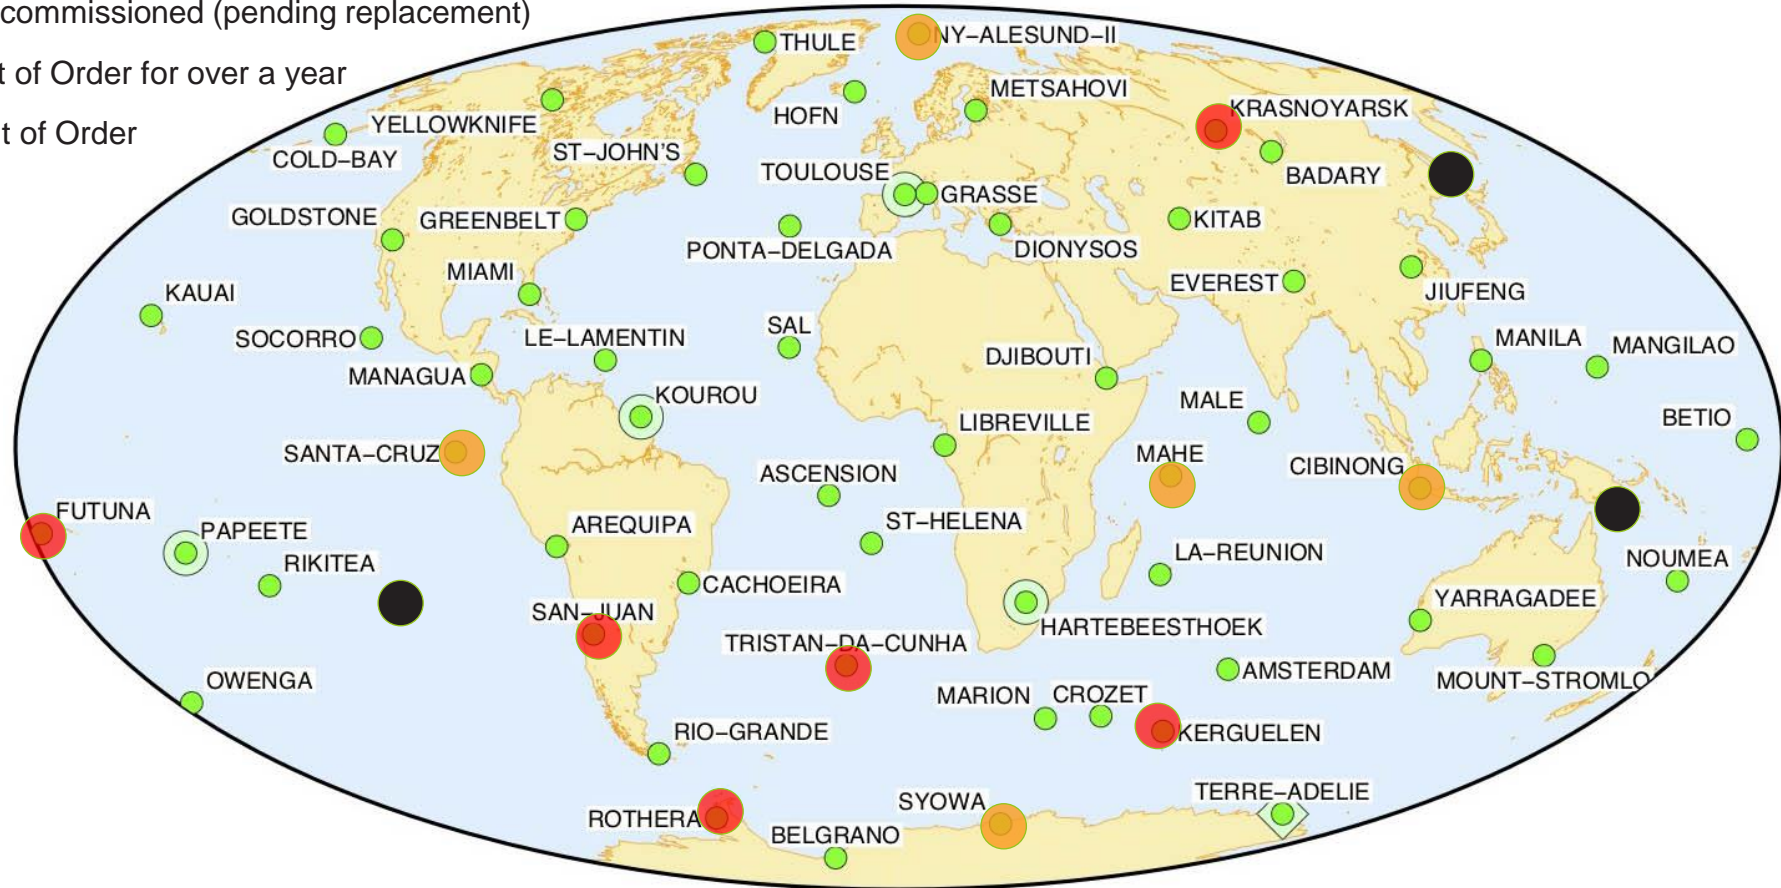 commissioned (pending replacement)
t of Order for over a year
t of Order
THULE
NY-ALESUND-II
METSAHOVI
HOFN
KRASNOYARSK
YELLOWKNIFE
COLD-BAY
ST-JOHN'S
TOULOUSE
BADARY
GRASSE
GOLDSTONE
GREENBELT
KITAB
PONTA-DELGADA
DIONYSOS
MIAMI
EVEREST
JIUFENG
KAUAI
SOCORRO
LE-LAMENTIN
SAL
MANILA
MANGILAO
DJIBOUTI
MANAGUA
KOUROU
MALE
BETIO
LIBREVILLE
SANTA-CRUZ
MAHE
CIBINONG
ASCENSION
FUTUNA
PAPEETE
AREQUIPA
ST-HELENA
RIKITEA
LA-REUNION
NOUMEA
CACHOEIRA
YARRAGADEE
SAN-JUAN
HARTEBEESTHOEK
TRISTAN-DA-CUNHA
AMSTERDAM
MOUNT-STROMLO
OWENGA
MARION
CROZET
RIO-GRANDE
KERGUELEN
TERRE-ADELIE
SYOWA
ROTHERA
BELGRANO